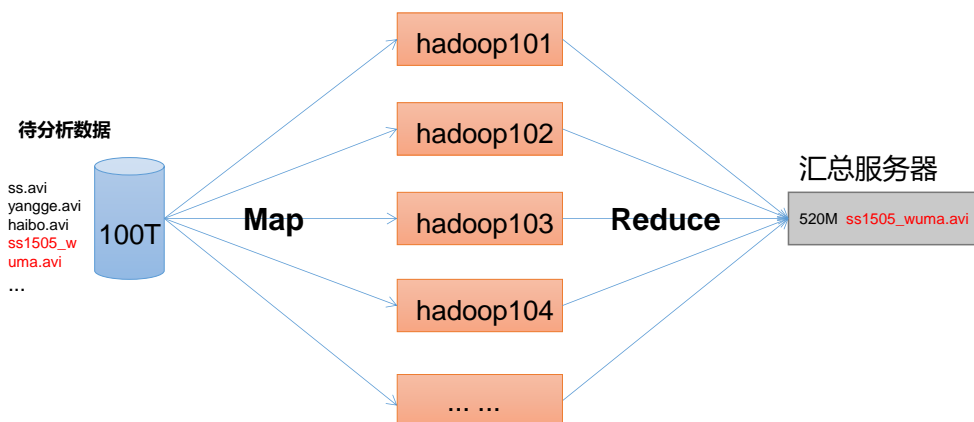 待分析数据
ss.avi
yangge.avi
haibo.avi
ss1505_w
uma.avi
...
100T
Map
hadoop101
hadoop102
hadoop103
hadoop104
... ...
Reduce
汇总服务器
520M ss1505_wuma.avi